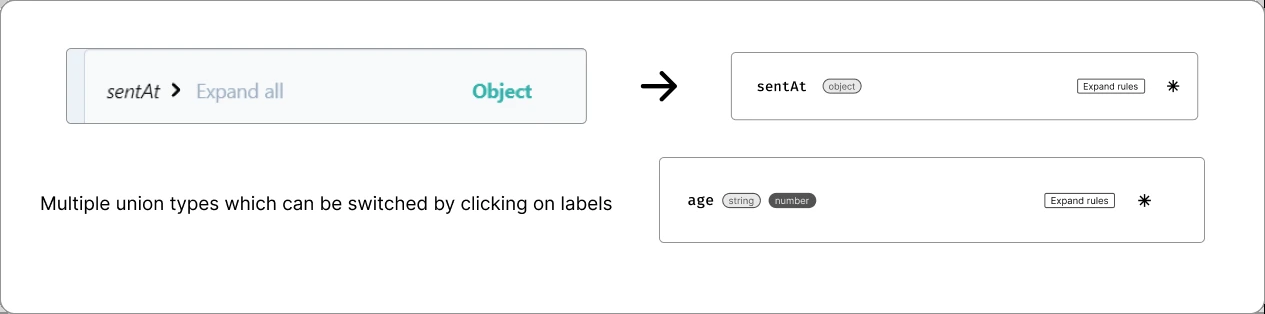 sentAt > Expand all Object
sentAt object Expand rules *
Multiple union types which can be switched by clicking on labels
age string number Expand rules *